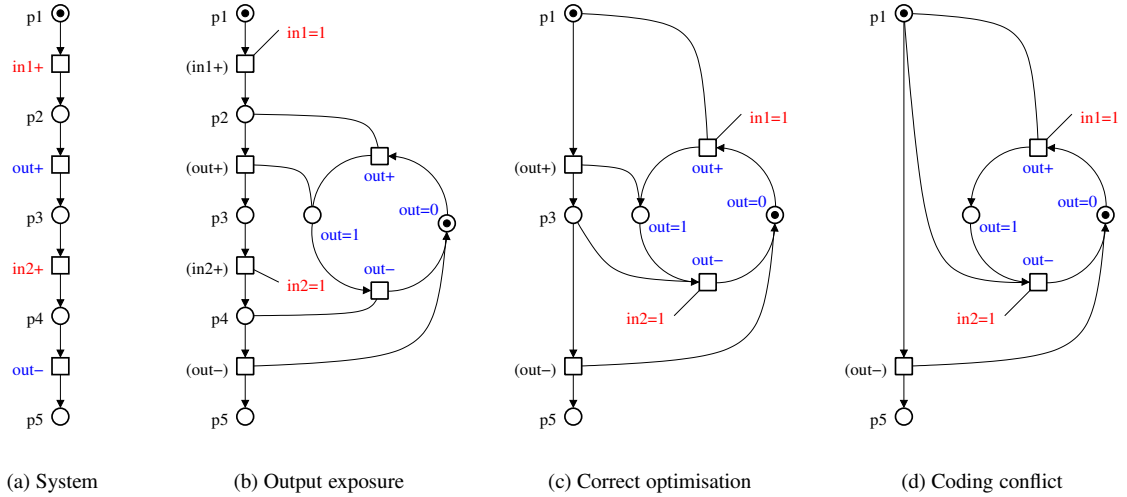 p1
in1+
p2
out+
p3
in2+
p4
out−
p5
(a) System
p1
in1=1
(in1+)
p2
out+
(out+)
out=0
p3
out=1
(in2+)
out−
in2=1
p4
(out−)
p5
(b) Output exposure
p1
in1=1
out+
(out+)
out=0
p3
out=1
out−
in2=1
(out−)
p5
(c) Correct optimisation
p1
in1=1
out+
out=0
out=1
out−
in2=1
(out−)
p5
(d) Coding conflict